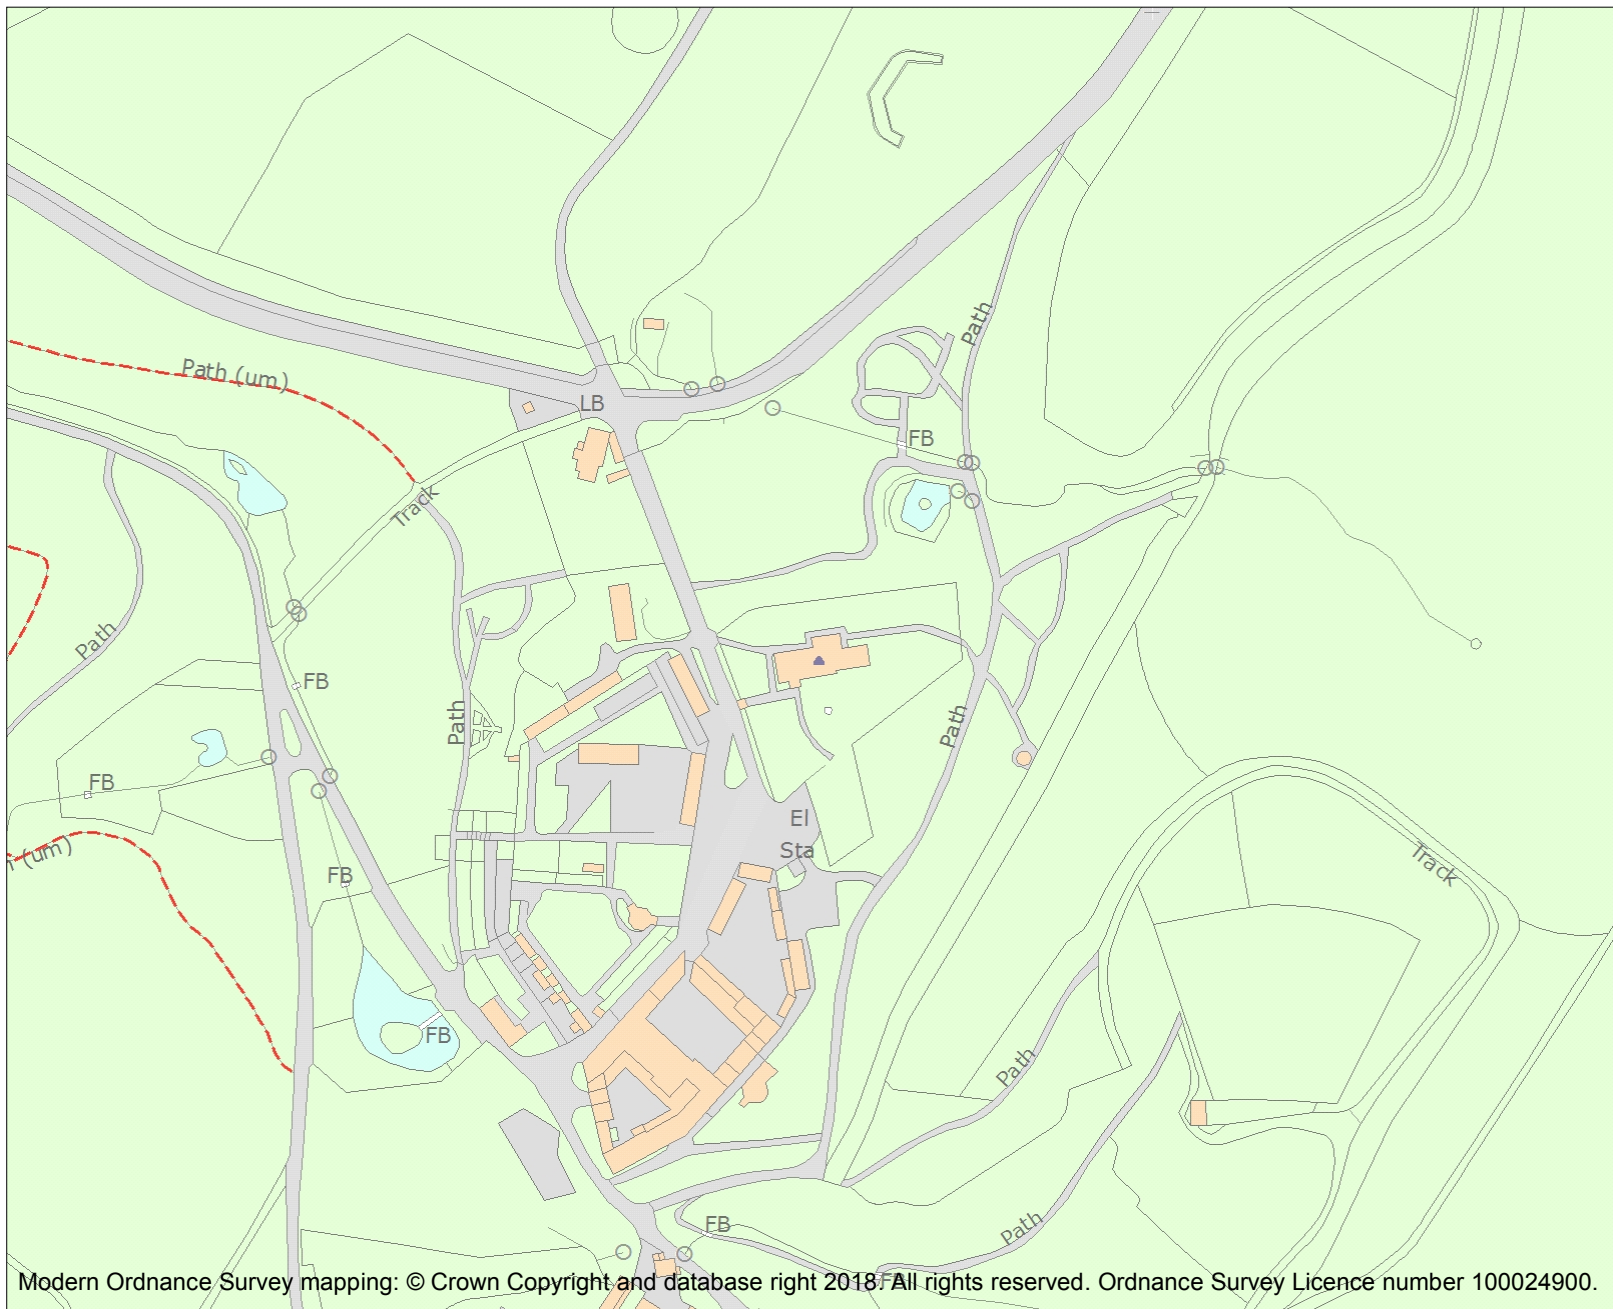 Path
Path (um)
LB
FB
Track
Path
FB
Path
Path
FB
El
Sta
Track
FB
FB
Path
Path
FB
Modern Ordnance Survey mapping: © Crown Copyright and database right 2018. All rights reserved. Ordnance Survey Licence number 100024900.